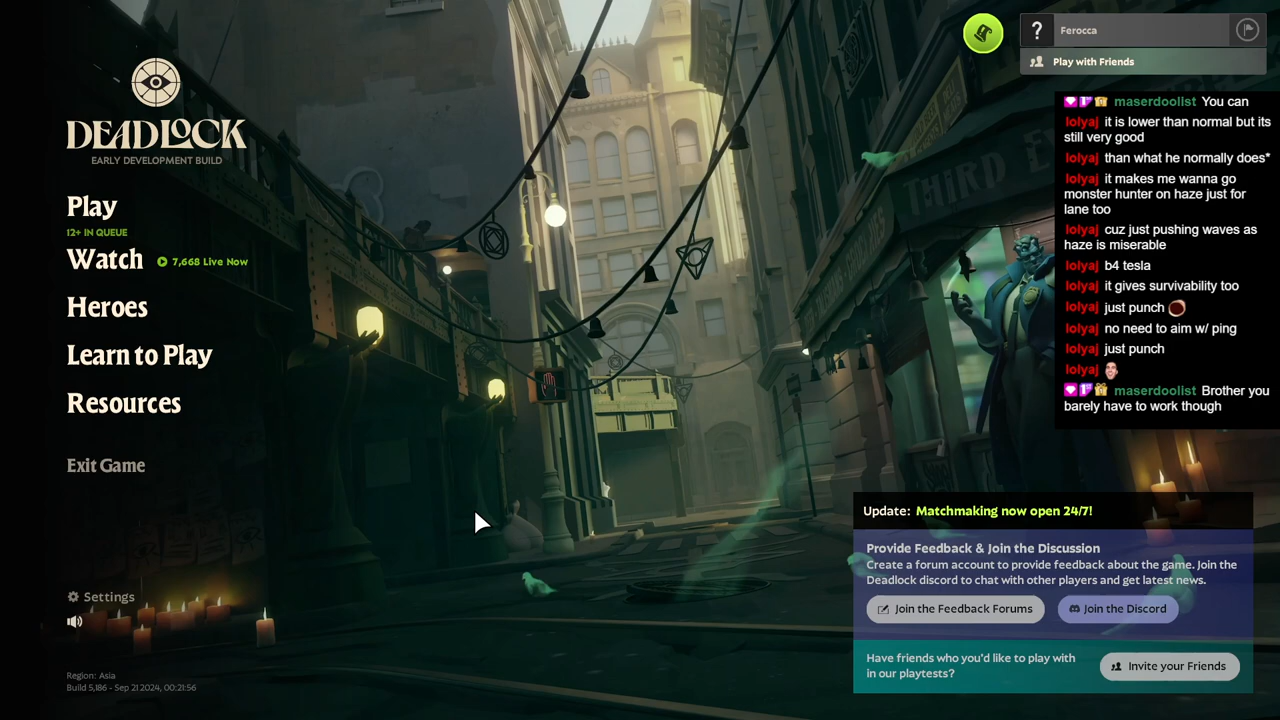 DEADLOCK
EARLY DEVELOPMENT BUILD
Play
12+ IN QUEUE
Watch
7,668 Live Now
Heroes
Learn to Play
Resources
Exit Game
Settings
Region: Asia
Build 5,186 - Sep 21 2024, 00:21:56
THIRD
? Ferocca
Play with Friends
maserdoolist You can
lolyaj it is lower than normal but its
still very good
lolyaj than what he normally does*
lolyaj it makes me wanna go
monster hunter on haze just for
lane too
lolyaj cuz just pushing waves as
haze is miserable
lolyaj b4 tesla
lolyaj it gives survivability too
lolyaj just punch
lolyaj no need to aim w/ ping
lolyaj just punch
lolyaj
maserdoolist Brother you
barely have to work though
Update: Matchmaking now open 24/7!
Provide Feedback & Join the Discussion
Create a forum account to provide feedback about the game. Join the
Deadlock discord to chat with other players and get latest news.
Join the Feedback Forums
Join the Discord
Have friends who you'd like to play with
in our playtests?
Invite your Friends